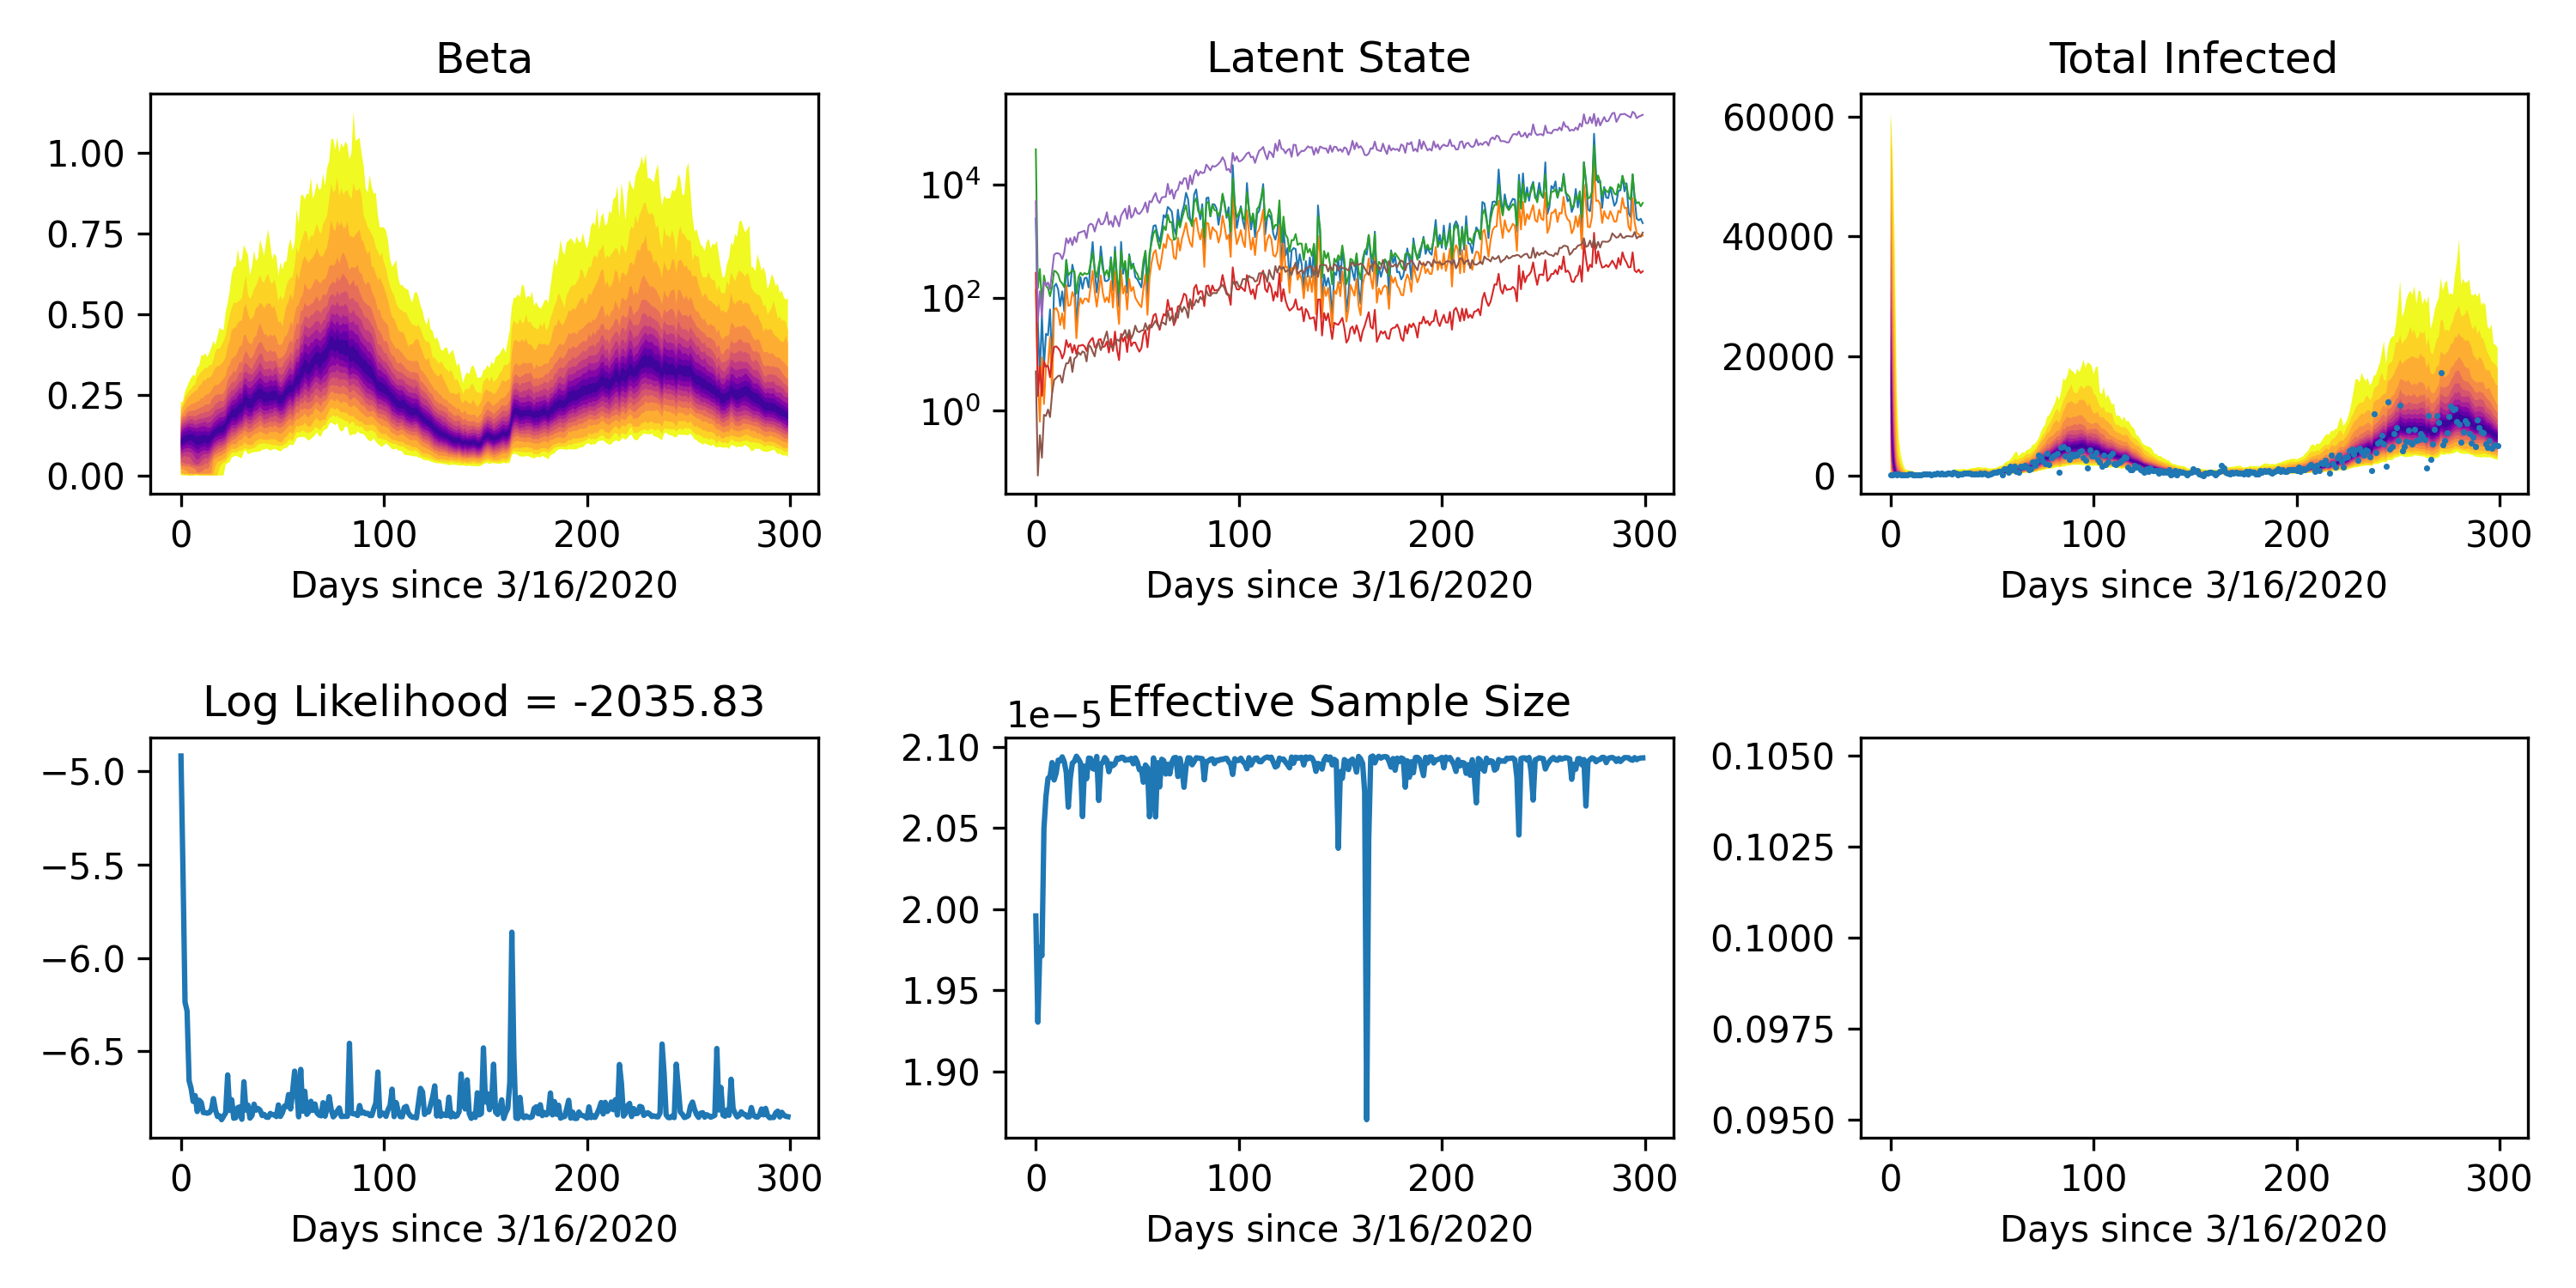 Beta
1.00
0.75
0.50
0.25
0.00
0 100 200 300
Days since 3/16/2020
Latent State
10^4
10^2
10^0
0 100 200 300
Days since 3/16/2020
Total Infected
60000
40000
20000
0
0 100 200 300
Days since 3/16/2020
Log Likelihood = -2035.83
−5.0
−5.5
−6.0
−6.5
0 100 200 300
Days since 3/16/2020
Effective Sample Size
1e−5
2.10
2.05
2.00
1.95
1.90
0 100 200 300
Days since 3/16/2020
0.1050
0.1025
0.1000
0.0975
0.0950
0 100 200 300
Days since 3/16/2020